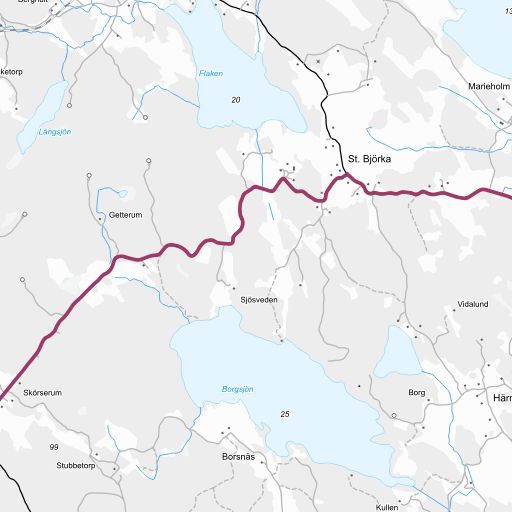 Flaken
20
Marieholm
Långsjön
St. Björka
Getterum
Sjösveden
Vidalund
Borgsjön
Skörserum
Borg
25
99
Borsnäs
Stubbetorp
Kullen